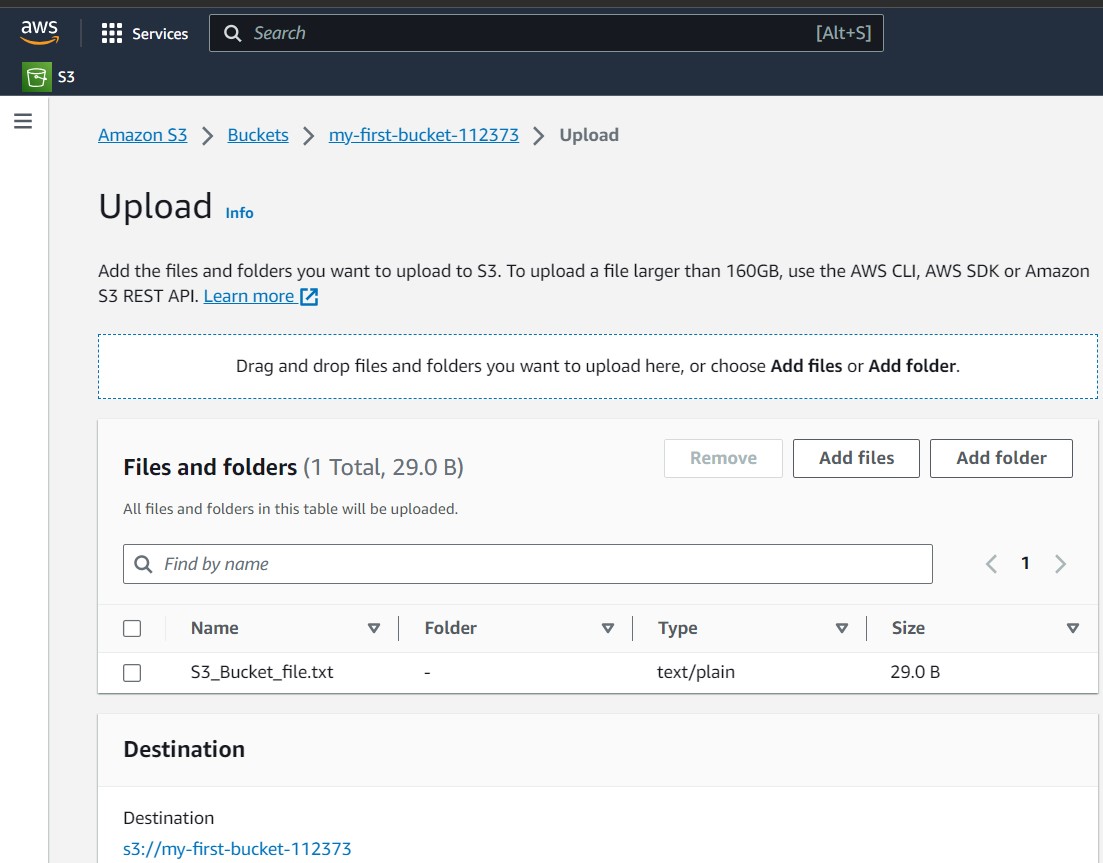 aws
Services
Search
[Alt+S]
S3
Amazon S3
Buckets
my-first-bucket-112373
Upload
Upload Info
Add the files and folders you want to upload to S3. To upload a file larger than 160GB, use the AWS CLI, AWS SDK or Amazon
S3 REST API. Learn more
Drag and drop files and folders you want to upload here, or choose Add files or Add folder.
Files and folders (1 Total, 29.0 B)
Remove
Add files
Add folder
All files and folders in this table will be uploaded.
Find by name
1
Name Folder Type Size
S3_Bucket_file.txt - text/plain 29.0 B
Destination
Destination
s3://my-first-bucket-112373